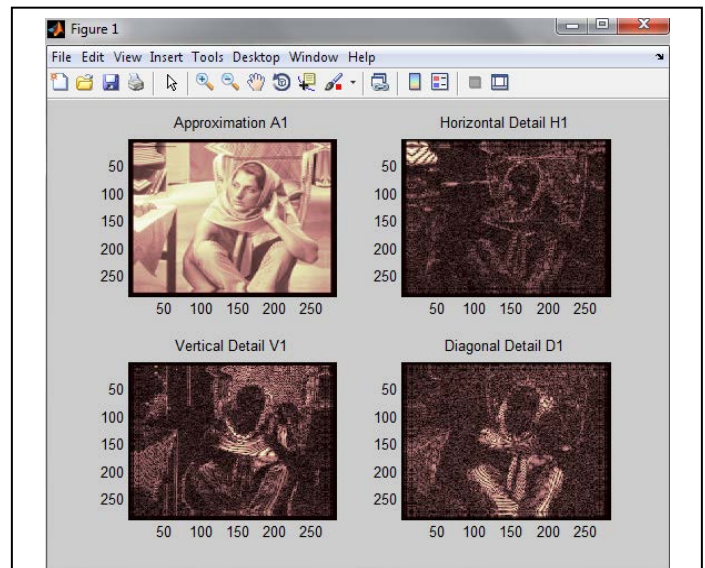 Figure 1
File Edit View Insert Tools Desktop Window Help
Approximation A1
50
100
150
200
250
50 100 150 200 250
Horizontal Detail H1
50
100
150
200
250
50 100 150 200 250
Vertical Detail V1
50
100
150
200
250
50 100 150 200 250
Diagonal Detail D1
50
100
150
200
250
50 100 150 200 250